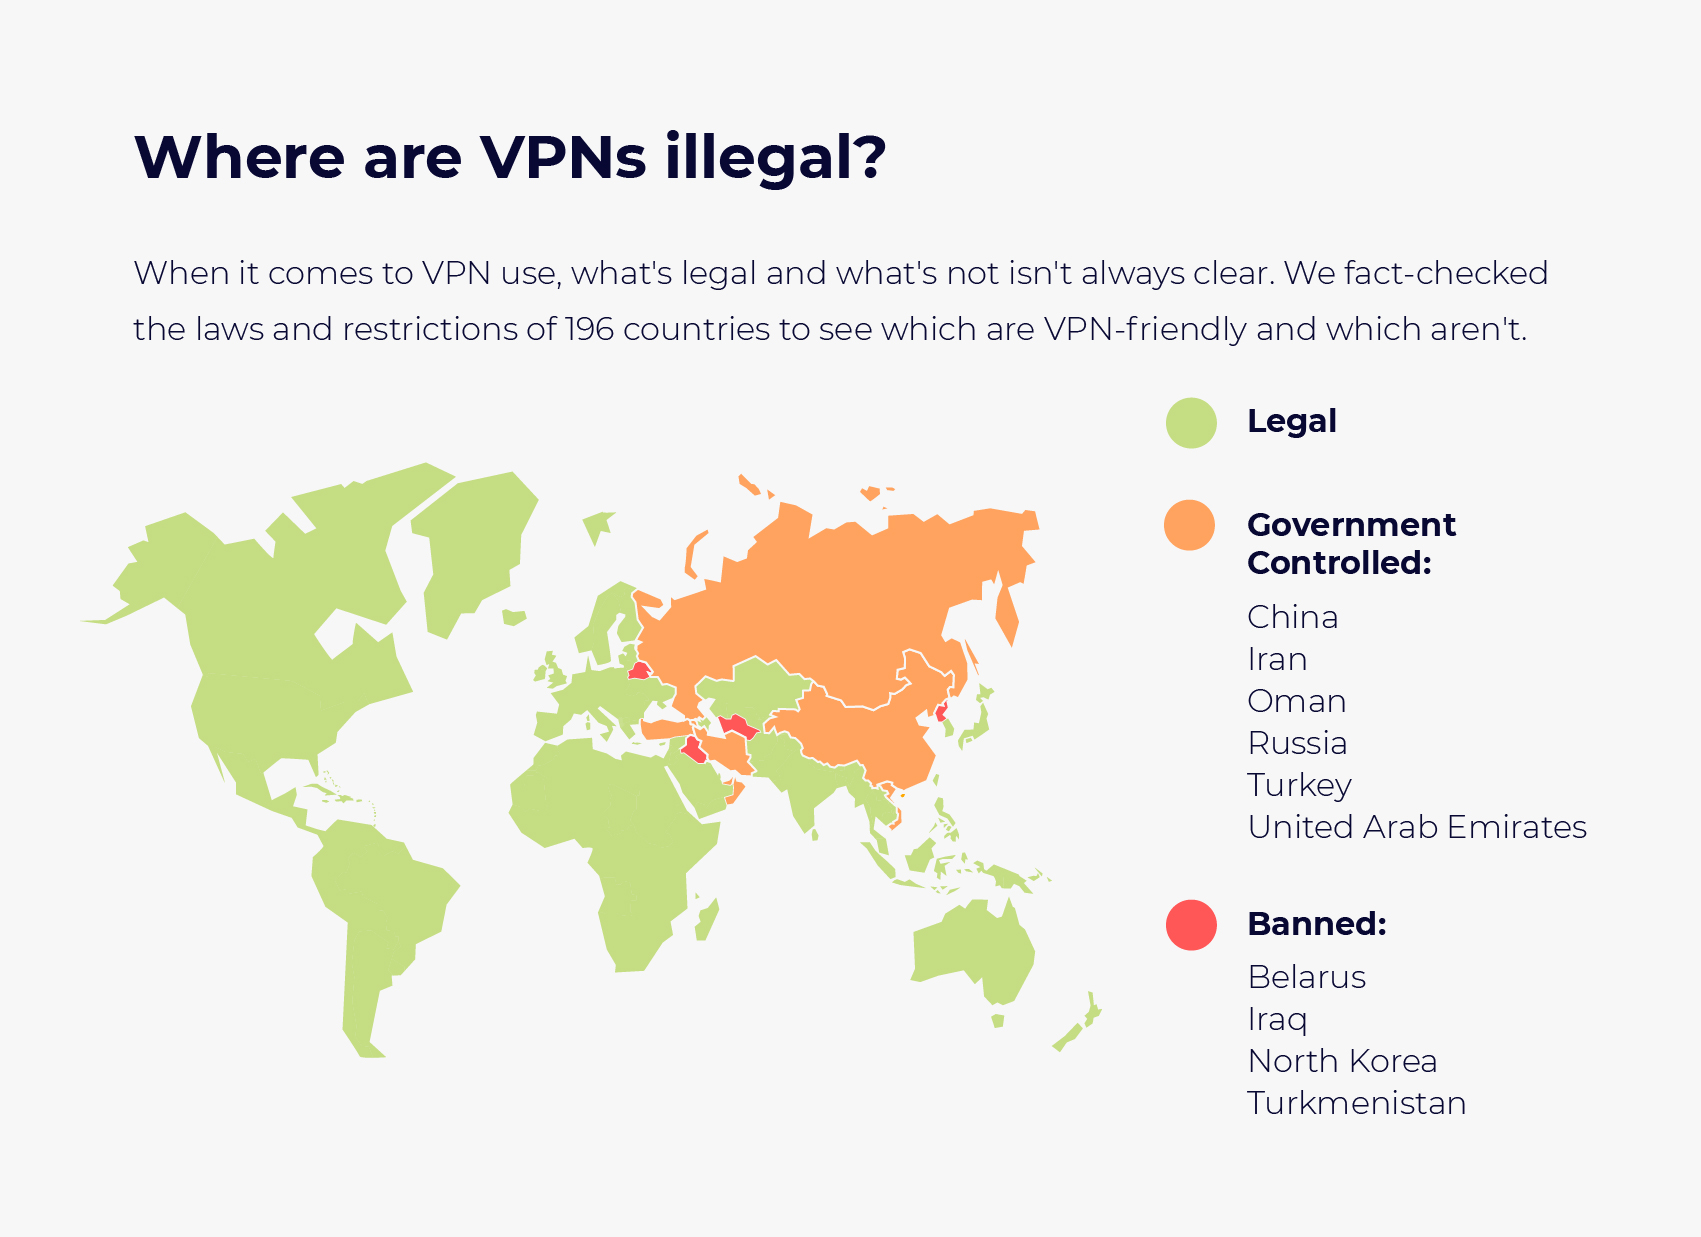 Where are VPNs illegal?
When it comes to VPN use, what's legal and what's not isn't always clear. We fact-checked
the laws and restrictions of 196 countries to see which are VPN-friendly and which aren't.
Legal
Government
Controlled:
China
Iran
Oman
Russia
Turkey
United Arab Emirates
Banned:
Belarus
Iraq
North Korea
Turkmenistan